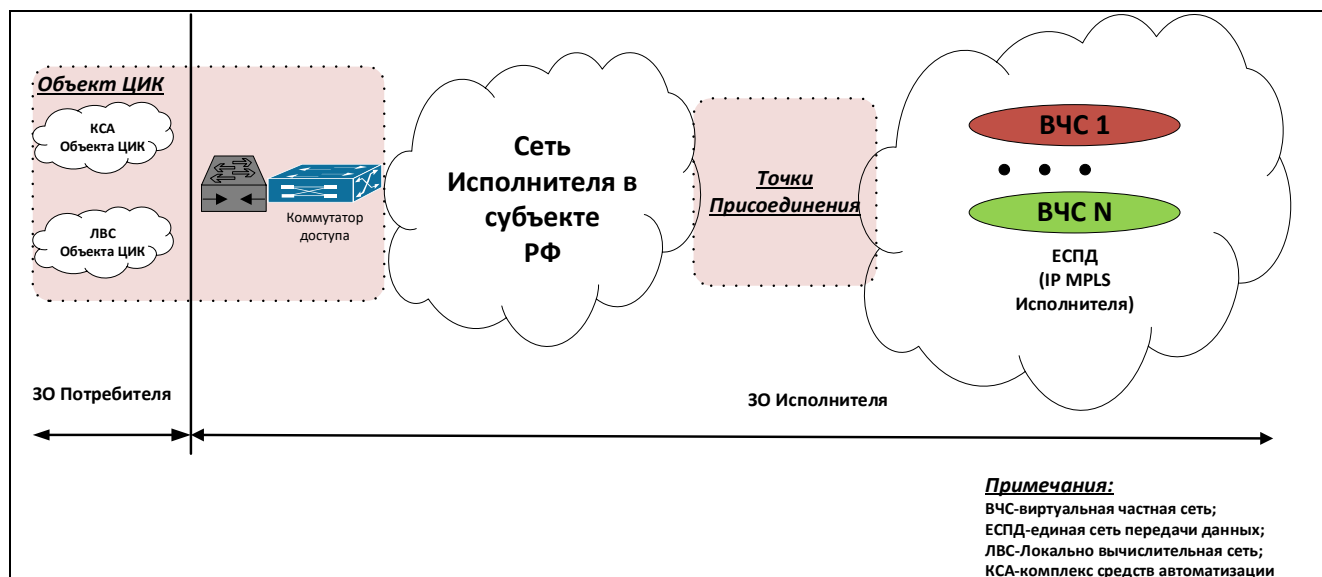 Объект ЦИК
КСА
Объекта ЦИК
ЛВС
Объекта ЦИК
Коммутатор
доступа
Сеть
Исполнителя в
субъекте
РФ
Точки
Присоединения
ВЧС 1
ВЧС N
ЕСПД
(IP MPLS
Исполнителя)
ЗО Потребителя
ЗО Исполнителя
Примечания:
ВЧС-виртуальная частная сеть;
ЕСПД-единая сеть передачи данных;
ЛВС-Локально вычислительная сеть;
КСА-комплекс средств автоматизации